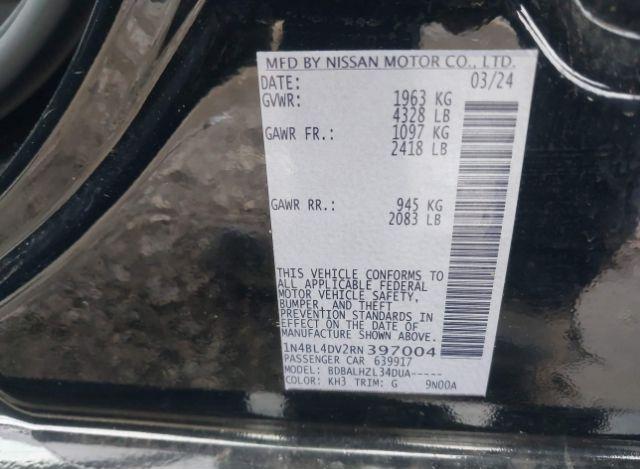 MFD BY NISSAN MOTOR CO., LTD.
DATE: 03/24
GVWR: 1963 KG
4328 LB
GAWR FR.: 1097 KG
2418 LB
GAWR RR.: 945 KG
2083 LB
THIS VEHICLE CONFORMS TO
ALL APPLICABLE FEDERAL
MOTOR VEHICLE SAFETY,
BUMPER, AND THEFT
PREVENTION STANDARDS IN
EFFECT ON THE DATE OF
MANUFACTURE SHOWN ABOVE.
1N4BL4DV2RN397004
PASSENGER CAR 639917
MODEL: BDBALHZL34DUA-----
COLOR: KH3 TRIM: G 9N00A